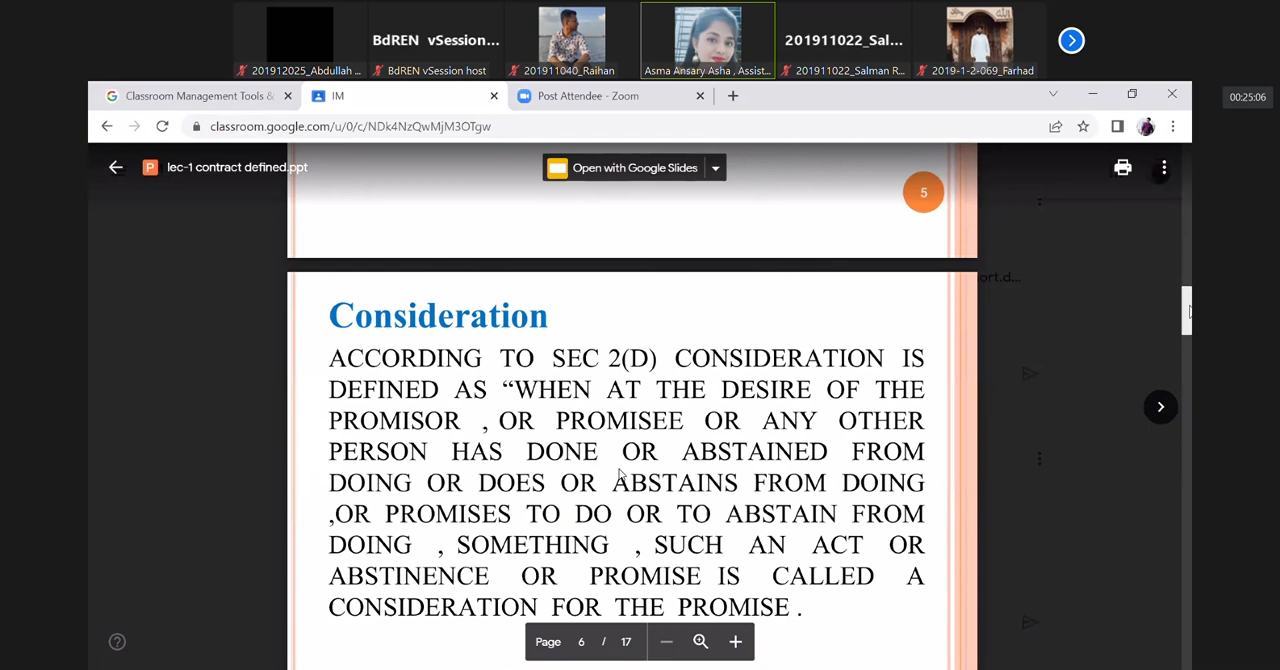 BdREN vSession...
201911022_Sal...
201912025_Abdullah ...
BdREN vSession host
201911040_Raihan
Asma Ansary Asha , Assist...
201911022_Salman R...
2019-1-2-069_Farhad
00:25:06
Classroom Management Tools &
IM
Post Attendee - Zoom
classroom.google.com/u/0/c/NDk4NzQwMjM3OTgw
lec-1 contract defined.ppt
Open with Google Slides
5
ort.d...
Consideration
ACCORDING TO SEC 2(D) CONSIDERATION IS
DEFINED AS “WHEN AT THE DESIRE OF THE
PROMISOR , OR PROMISEE OR ANY OTHER
PERSON HAS DONE OR ABSTAINED FROM
DOING OR DOES OR ABSTAINS FROM DOING
,OR PROMISES TO DO OR TO ABSTAIN FROM
DOING , SOMETHING , SUCH AN ACT OR
ABSTINENCE OR PROMISE IS CALLED A
CONSIDERATION FOR THE PROMISE .
Page 6 / 17